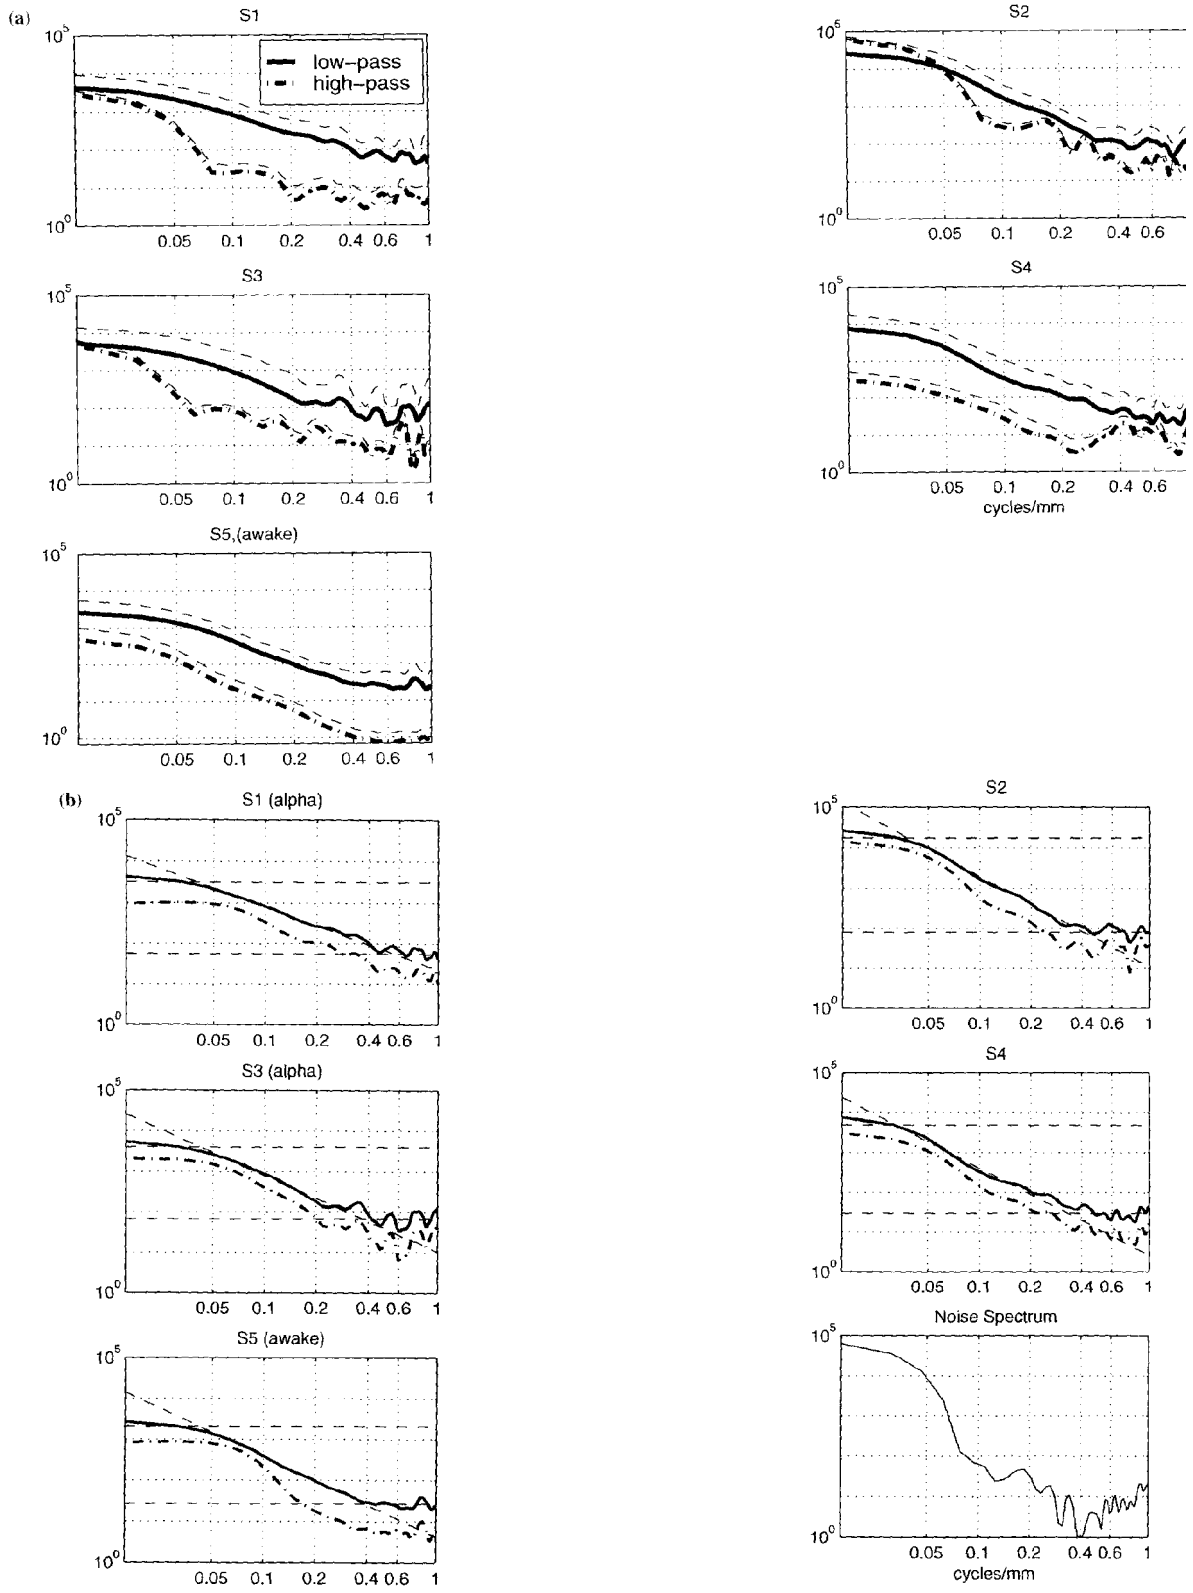 (a)
S1
10^5
low-pass
high-pass
10^0
0.05 0.1 0.2 0.4 0.6 1
S2
10^5
10^0
0.05 0.1 0.2 0.4 0.6
S3
10^5
10^0
0.05 0.1 0.2 0.4 0.6 1
S4
10^5
10^0
0.05 0.1 0.2 0.4 0.6
cycles/mm
S5,(awake)
10^5
10^0
0.05 0.1 0.2 0.4 0.6 1
(b)
S1 (alpha)
10^5
10^0
0.05 0.1 0.2 0.4 0.6 1
S2
10^5
10^0
0.05 0.1 0.2 0.4 0.6 1
S3 (alpha)
10^5
10^0
0.05 0.1 0.2 0.4 0.6 1
S4
10^5
10^0
0.05 0.1 0.2 0.4 0.6 1
S5 (awake)
10^5
10^0
0.05 0.1 0.2 0.4 0.6 1
Noise Spectrum
10^5
10^0
0.05 0.1 0.2 0.4 0.6 1
cycles/mm